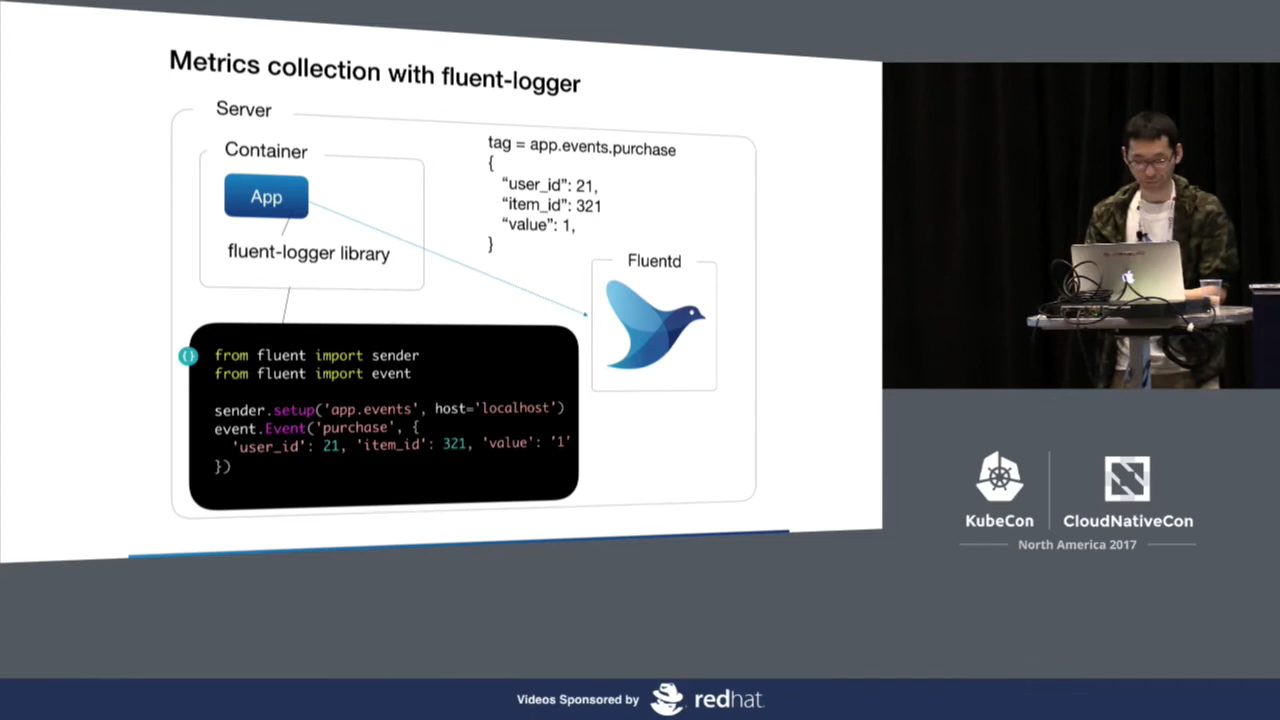 Metrics collection with fluent-logger
Server
Container
App
fluent-logger library
tag = app.events.purchase
{
“user_id”: 21,
“item_id”: 321
“value”: 1,
}
Fluentd
{}
from fluent import sender
from fluent import event
sender.setup('app.events', host='localhost')
event.Event('purchase', {
'user_id': 21, 'item_id': 321, 'value': '1'
})
KubeCon
CloudNativeCon
North America 2017
Videos Sponsored by
redhat